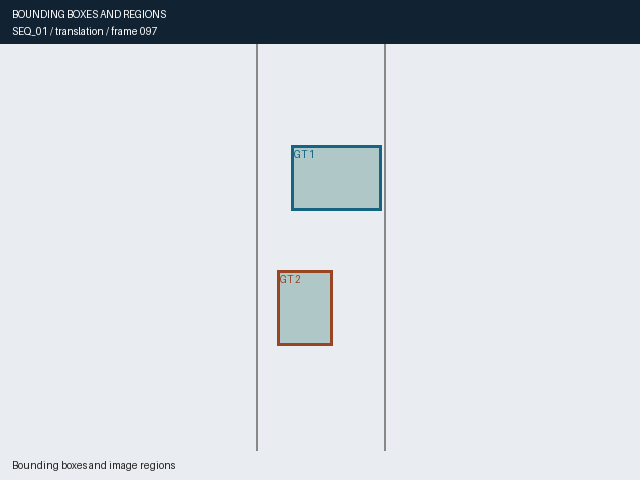 BOUNDING BOXES AND REGIONS
SEQ_01 / translation / frame 097
GT1
GT2
Bounding boxes and image regions